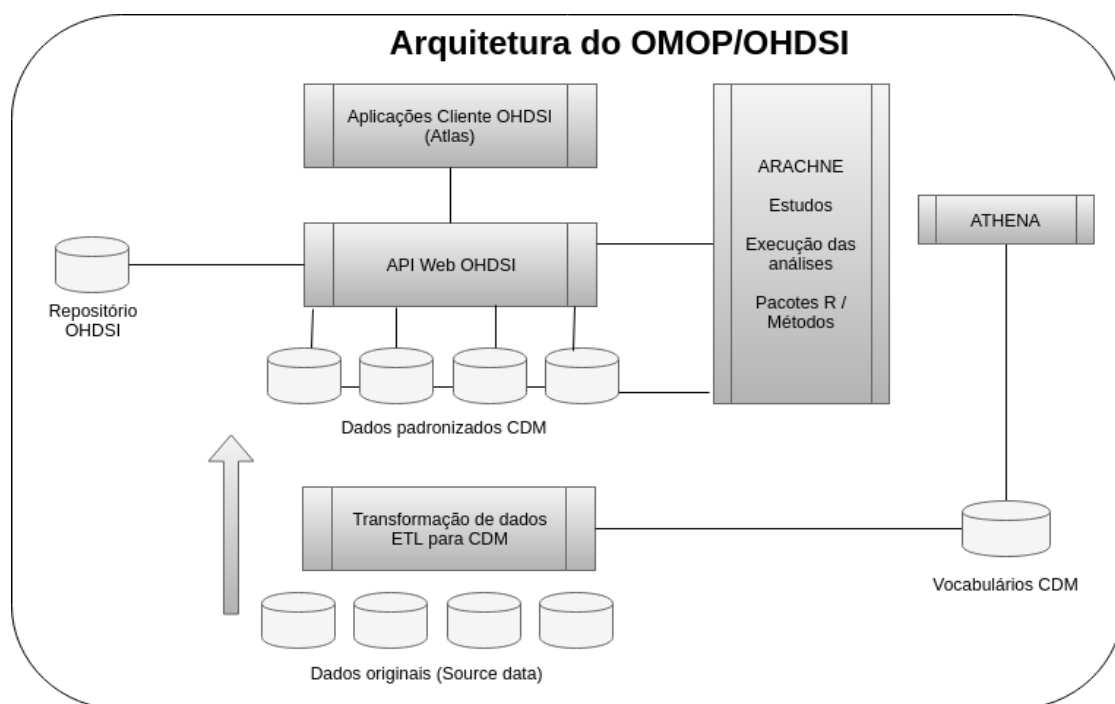 Arquitetura do OMOP/OHDSI
Aplicações Cliente OHDSI
(Atlas)
ARACHNE
Estudos
Execução das
análises
Pacotes R /
Métodos
ATHENA
API Web OHDSI
Repositório
OHDSI
Dados padronizados CDM
Transformação de dados
ETL para CDM
Vocabulários CDM
Dados originais (Source data)